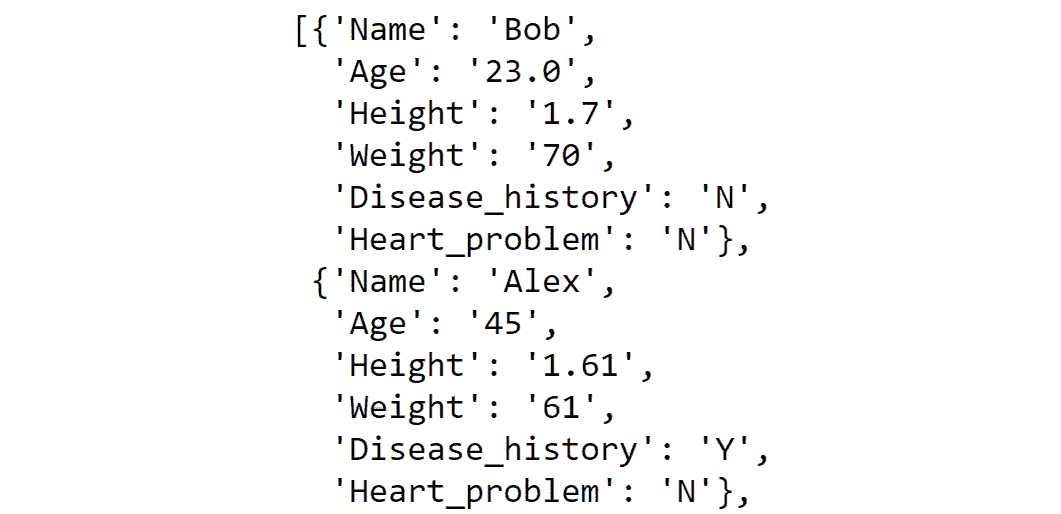 [{'Name': 'Bob',
'Age': '23.0',
'Height': '1.7',
'Weight': '70',
'Disease_history': 'N',
'Heart_problem': 'N'},
{'Name': 'Alex',
'Age': '45',
'Height': '1.61',
'Weight': '61',
'Disease_history': 'Y',
'Heart_problem': 'N'},